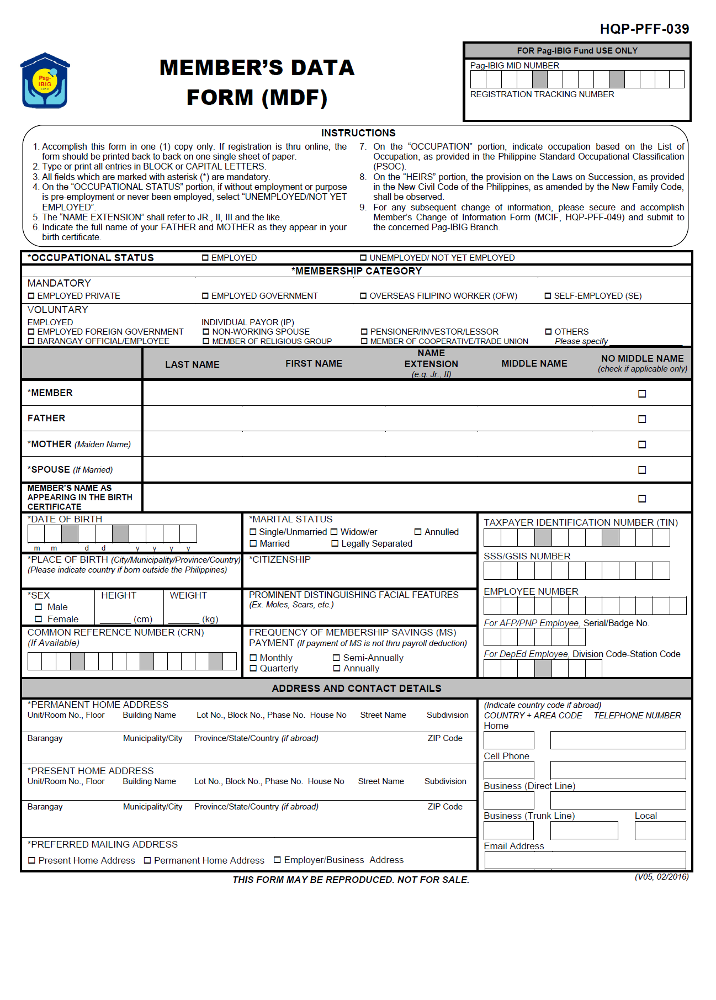 HQP-PFF-039
Pag-
IBIG
FUND
MEMBER'S DATA
FORM (MDF)
FOR Pag-IBIG Fund USE ONLY
Pag-IBIG MID NUMBER
REGISTRATION TRACKING NUMBER
INSTRUCTIONS
1. Accomplish this form in one (1) copy only. If registration is thru online, the
form should be printed back to back on one single sheet of paper.
2. Type or print all entries in BLOCK or CAPITAL LETTERS.
3. All fields which are marked with asterisk (*) are mandatory.
4. On the “OCCUPATIONAL STATUS” portion, if without employment or purpose
is pre-employment or never been employed, select “UNEMPLOYED/NOT YET
EMPLOYED”.
5. The “NAME EXTENSION” shall refer to JR., II, III and the like.
6. Indicate the full name of your FATHER and MOTHER as they appear in your
birth certificate.
7. On the “OCCUPATION” portion, indicate occupation based on the List of
Occupation, as provided in the Philippine Standard Occupational Classification
(PSOC).
8. On the “HEIRS” portion, the provision on the Laws on Succession, as provided
in the New Civil Code of the Philippines, as amended by the New Family Code,
shall be observed.
9. For any subsequent change of information, please secure and accomplish
Member’s Change of Information Form (MCIF, HQP-PFF-049) and submit to
the concerned Pag-IBIG Branch.
*OCCUPATIONAL STATUS ☐ EMPLOYED ☐ UNEMPLOYED/ NOT YET EMPLOYED
*MEMBERSHIP CATEGORY
MANDATORY
☐ EMPLOYED PRIVATE ☐ EMPLOYED GOVERNMENT ☐ OVERSEAS FILIPINO WORKER (OFW) ☐ SELF-EMPLOYED (SE)
VOLUNTARY
EMPLOYED INDIVIDUAL PAYOR (IP)
☐ EMPLOYED FOREIGN GOVERNMENT ☐ NON-WORKING SPOUSE ☐ PENSIONER/INVESTOR/LESSOR ☐ OTHERS
☐ BARANGAY OFFICIAL/EMPLOYEE ☐ MEMBER OF RELIGIOUS GROUP ☐ MEMBER OF COOPERATIVE/TRADE UNION Please specify
LAST NAME FIRST NAME NAME EXTENSION (e.g. Jr., II) MIDDLE NAME NO MIDDLE NAME (check if applicable only)
*MEMBER ☐
FATHER ☐
*MOTHER (Maiden Name) ☐
*SPOUSE (If Married) ☐
MEMBER’S NAME AS
APPEARING IN THE BIRTH ☐
CERTIFICATE
*DATE OF BIRTH
m m d d y y y y
*MARITAL STATUS
☐ Single/Unmarried ☐ Widow/er ☐ Annulled
☐ Married ☐ Legally Separated
*PLACE OF BIRTH (City/Municipality/Province/Country)
(Please indicate country if born outside the Philippines)
*CITIZENSHIP
*SEX HEIGHT WEIGHT
☐ Male
☐ Female (cm) (kg)
PROMINENT DISTINGUISHING FACIAL FEATURES
(Ex. Moles, Scars, etc.)
COMMON REFERENCE NUMBER (CRN)
(If Available)
FREQUENCY OF MEMBERSHIP SAVINGS (MS)
PAYMENT (If payment of MS is not thru payroll deduction)
☐ Monthly ☐ Semi-Annually
☐ Quarterly ☐ Annually
TAXPAYER IDENTIFICATION NUMBER (TIN)
SSS/GSIS NUMBER
EMPLOYEE NUMBER
For AFP/PNP Employee, Serial/Badge No.
For DepEd Employee, Division Code-Station Code
ADDRESS AND CONTACT DETAILS
*PERMANENT HOME ADDRESS
Unit/Room No., Floor Building Name Lot No., Block No., Phase No. House No Street Name Subdivision
Barangay Municipality/City Province/State/Country (if abroad) ZIP Code
*PRESENT HOME ADDRESS
Unit/Room No., Floor Building Name Lot No., Block No., Phase No. House No Street Name Subdivision
Barangay Municipality/City Province/State/Country (if abroad) ZIP Code
*PREFERRED MAILING ADDRESS
☐ Present Home Address ☐ Permanent Home Address ☐ Employer/Business Address
(Indicate country code if abroad)
COUNTRY + AREA CODE TELEPHONE NUMBER
Home
Cell Phone
Business (Direct Line)
Business (Trunk Line) Local
Email Address
THIS FORM MAY BE REPRODUCED. NOT FOR SALE.
(V05, 02/2016)